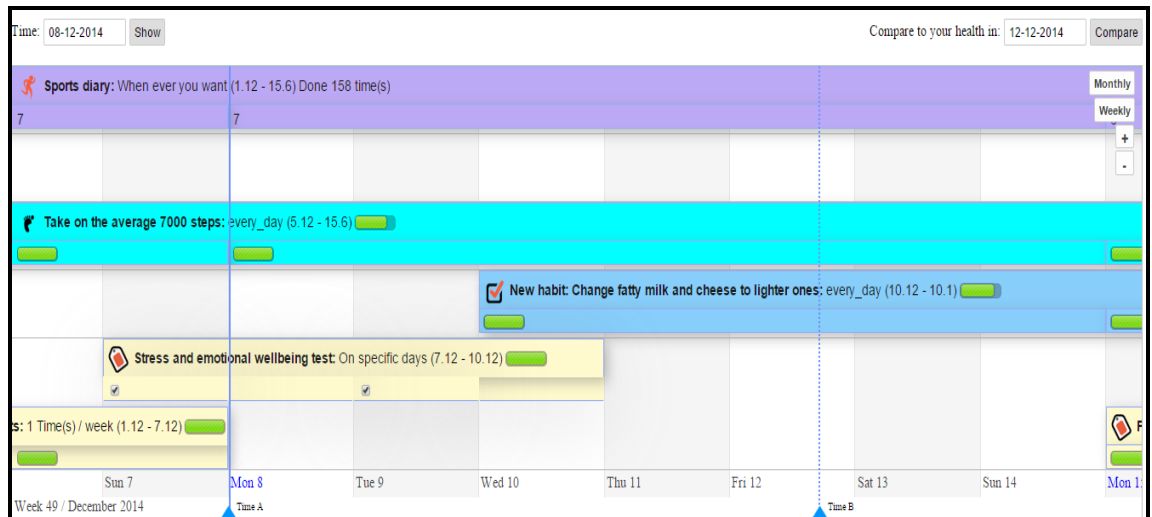 Time: 08-12-2014 Show Compare to your health in: 12-12-2014 Compare
Sports diary: When ever you want (1.12 - 15.6) Done 158 time(s) Monthly
7 7 Weekly
+
-
Take on the average 7000 steps: every_day (5.12 - 15.6)
New habit: Change fatty milk and cheese to lighter ones: every_day (10.12 - 10.1)
Stress and emotional wellbeing test: On specific days (7.12 - 10.12)
s: 1 Time(s) / week (1.12 - 7.12) F
Sun 7 Mon 8 Tue 9 Wed 10 Thu 11 Fri 12 Sat 13 Sun 14 Mon 1
Week 49 / December 2014 Time A Time B